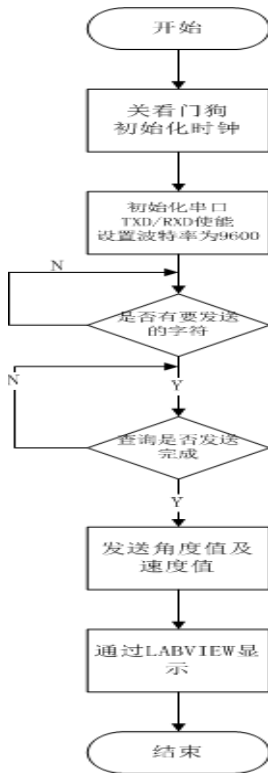 开始
关看门狗
初始化时钟
初始化串口
TXD/RXD使能
设置波特率为9600
N
是否有要发送
的字符
N
Y
查询是否发送
完成
Y
发送角度值及
速度值
通过LABVIEW显
示
结束